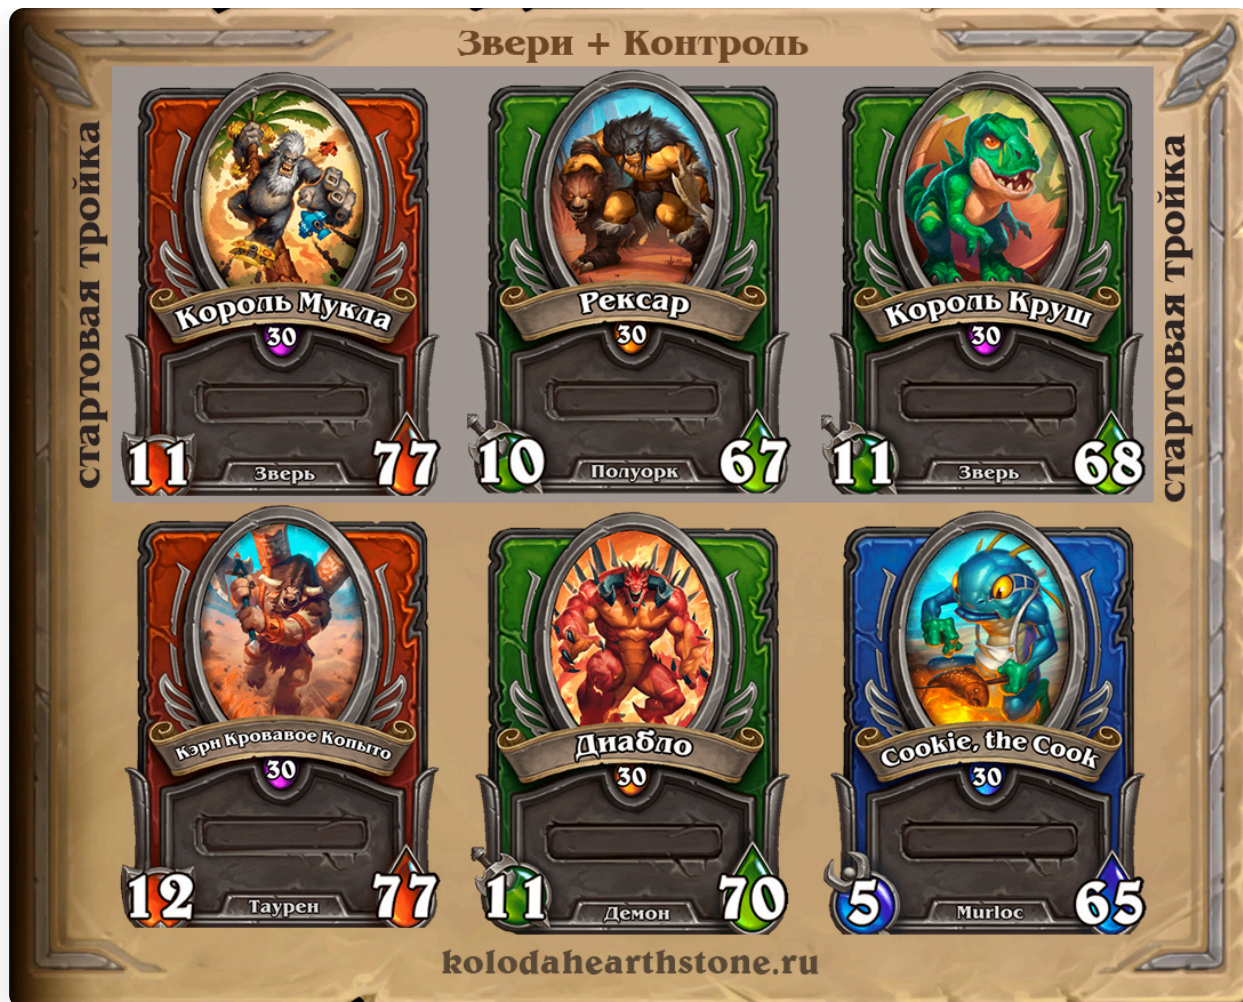 Звери + Контроль
стартовая тройка
стартовая тройка
Король Мукла
30
11
Зверь
77
Рексар
30
10
Полуорк
67
Король Круш
30
11
Зверь
68
Кэрн Кровавое Копыто
30
12
Таурен
77
Диабло
30
11
Демон
70
Cookie, the Cook
30
5
Murloc
65
kolodahearthstone.ru